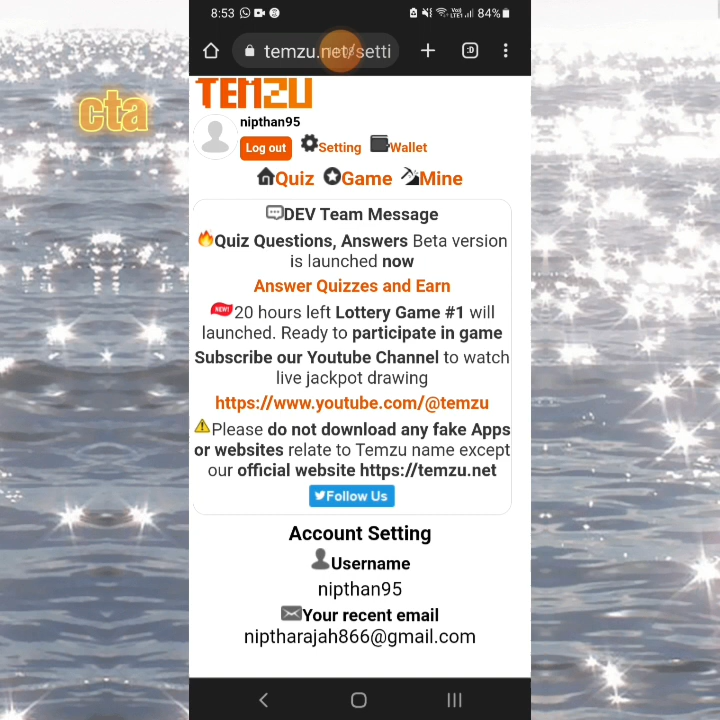 8:53
LTE1 84%
temzu.net/setti
:D
cta
TEMZU
nipthan95
Log out Setting Wallet
Quiz Game Mine
DEV Team Message
Quiz Questions, Answers Beta version
is launched now
Answer Quizzes and Earn
NEW! 20 hours left Lottery Game #1 will
launched. Ready to participate in game
Subscribe our Youtube Channel to watch
live jackpot drawing
https://www.youtube.com/@temzu
Please do not download any fake Apps
or websites relate to Temzu name except
our official website https://temzu.net
Follow Us
Account Setting
Username
nipthan95
Your recent email
niptharajah866@gmail.com